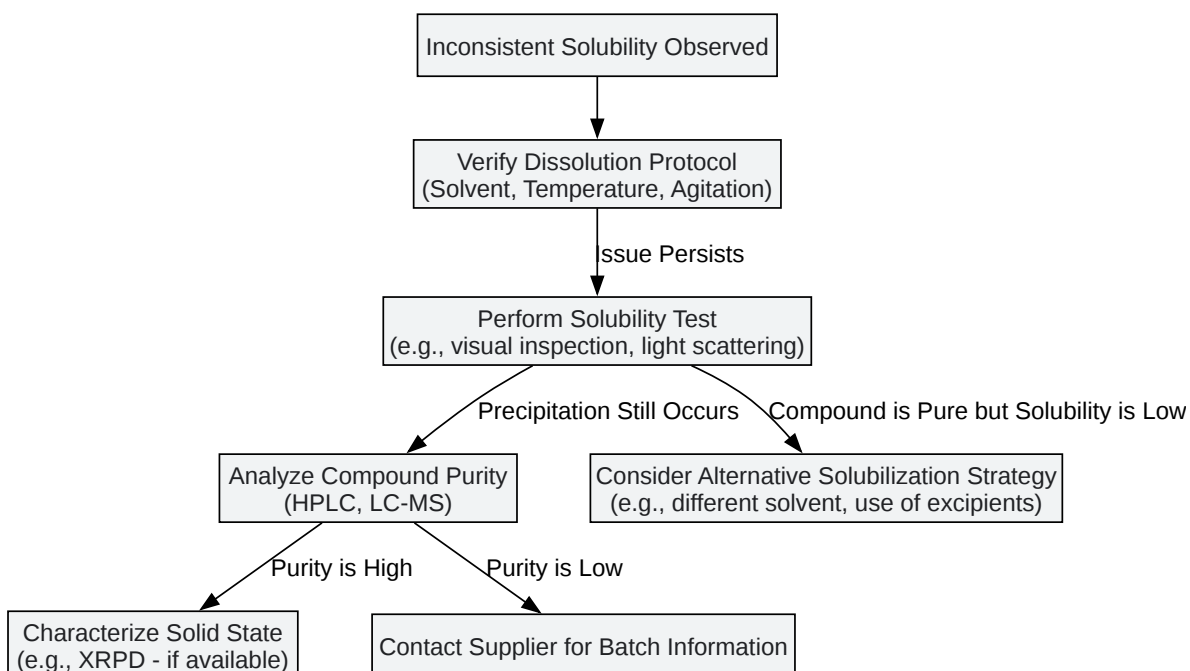 Inconsistent Solubility Observed
Verify Dissolution Protocol
(Solvent, Temperature, Agitation)
Issue Persists
Perform Solubility Test
(e.g., visual inspection, light scattering)
Precipitation Still Occurs
Compound is Pure but Solubility is Low
Analyze Compound Purity
(HPLC, LC-MS)
Consider Alternative Solubilization Strategy
(e.g., different solvent, use of excipients)
Purity is High
Purity is Low
Characterize Solid State
(e.g., XRPD - if available)
Contact Supplier for Batch Information